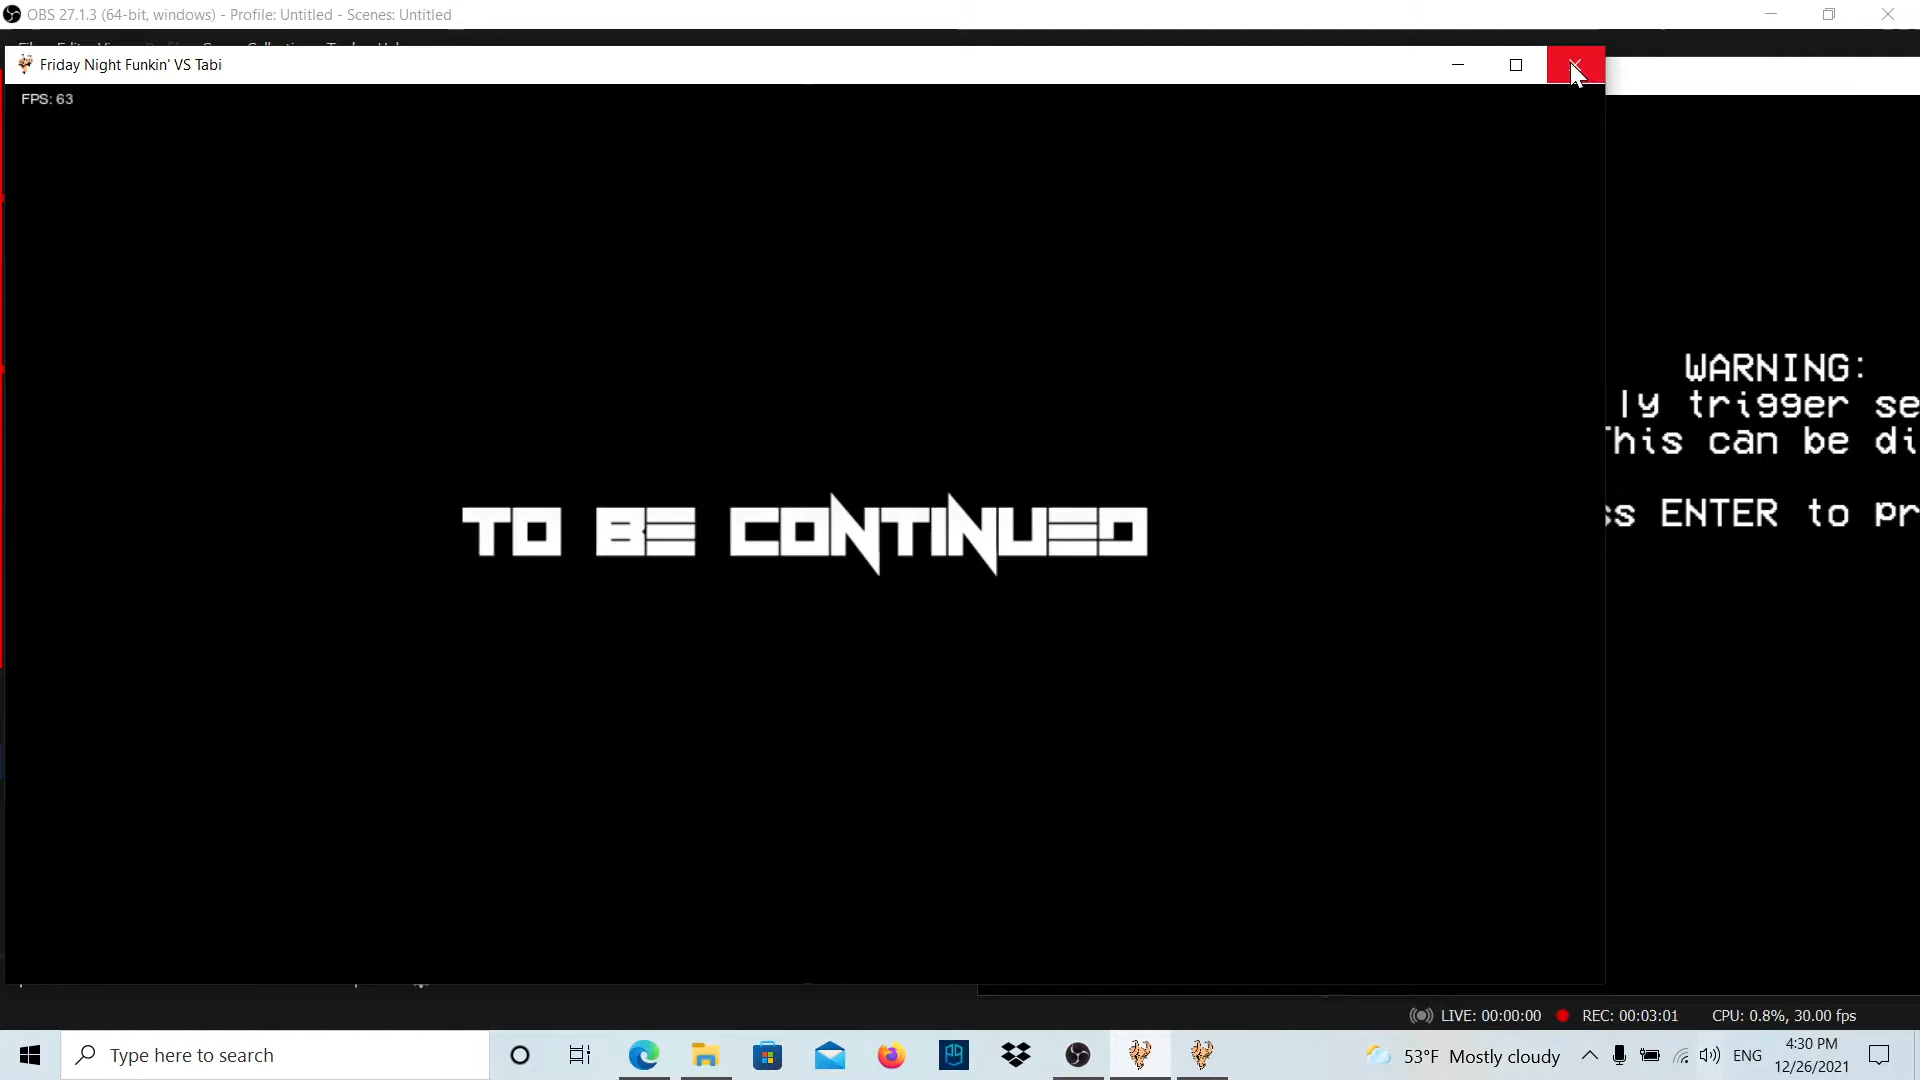 OBS 27.1.3 (64-bit, windows) - Profile: Untitled - Scenes: Untitled
Friday Night Funkin' VS Tabi
FPS: 63
TO BE CONTINUED
WARNING:
ly trigger se
his can be di
ss ENTER to pr
LIVE: 00:00:00
REC: 00:03:01
CPU: 0.8%, 30.00 fps
Type here to search
53°F Mostly cloudy
ENG
4:30 PM
12/26/2021